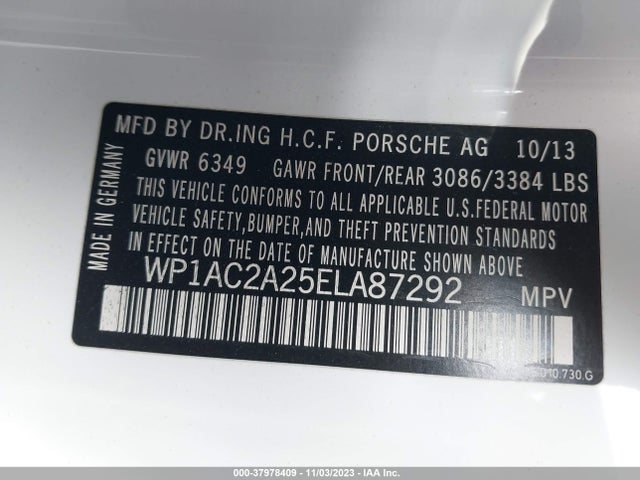 MFD BY DR.ING H.C.F. PORSCHE AG 10/13
GVWR 6349 GAWR FRONT/REAR 3086/3384 LBS
THIS VEHICLE CONFORMS TO ALL APPLICABLE U.S.FEDERAL MOTOR
VEHICLE SAFETY,BUMPER,AND THEFT PREVENTION STANDARDS
IN EFFECT ON THE DATE OF MANUFACTURE SHOWN ABOVE
WP1AC2A25ELA87292 MPV
MADE IN GERMANY
000-37978409 - 11/03/2023 - IAAI.COM